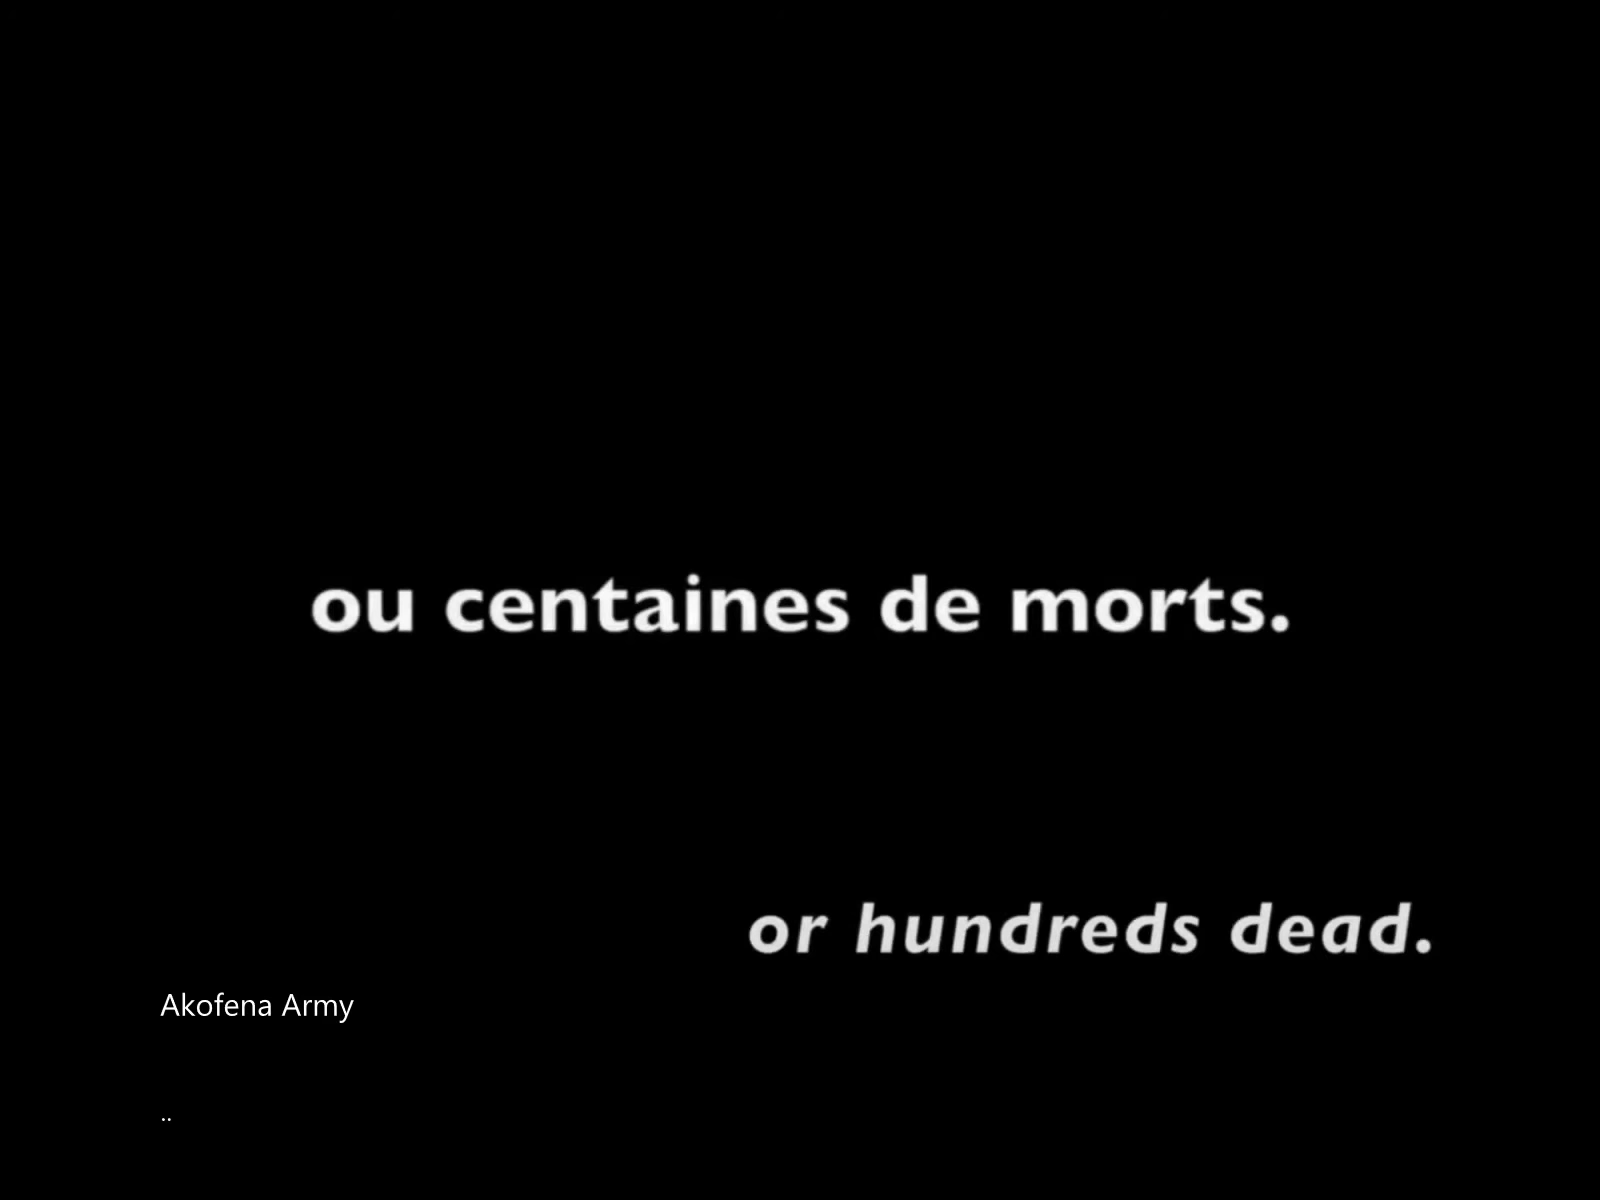 ou centaines de morts.
or hundreds dead.
Akofena Army
..